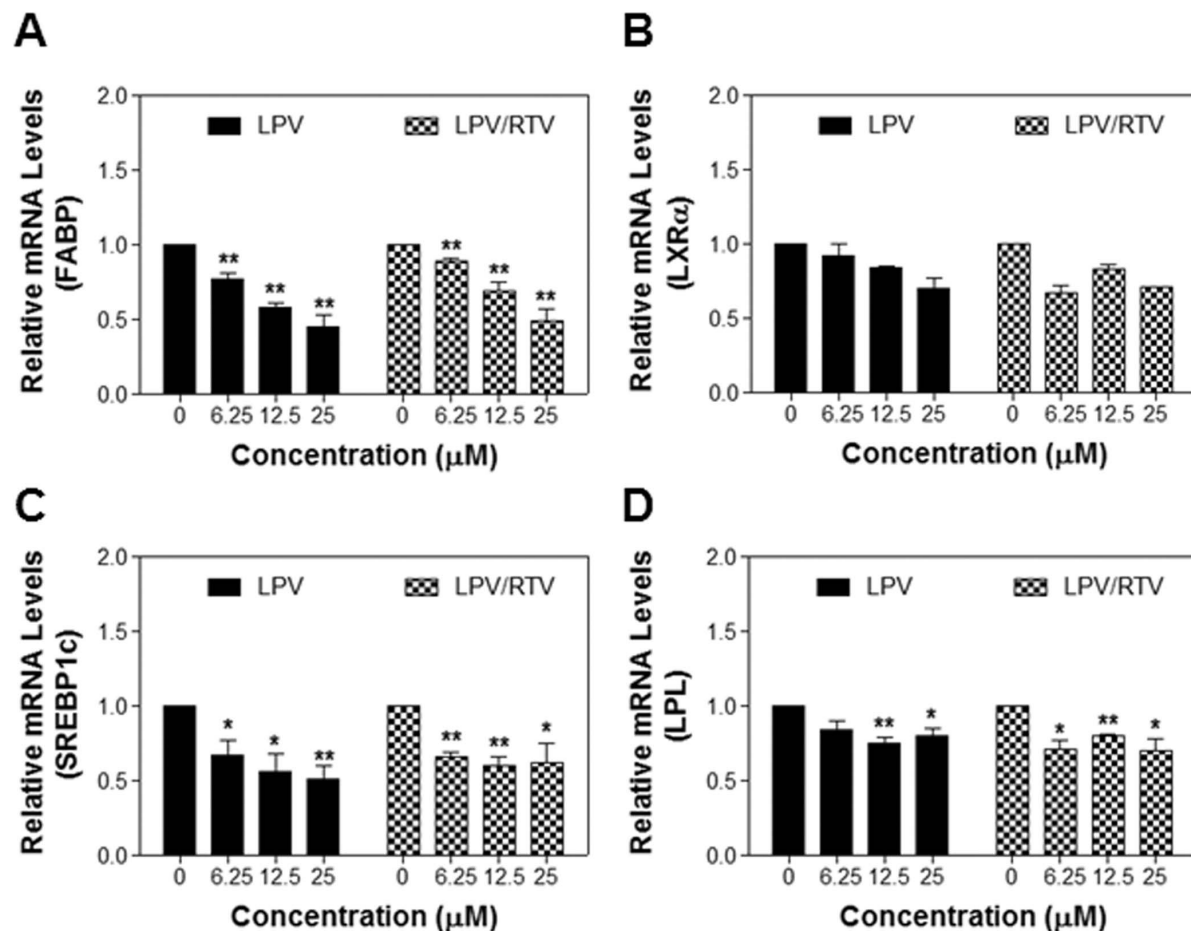 A
Relative mRNA Levels
(FABP)
2.0
1.5
1.0
0.5
0.0
LPV
LPV/RTV
** ** ** ** ** **
0 6.25 12.5 25 0 6.25 12.5 25
Concentration (μM)
B
Relative mRNA Levels
(LXRα)
2.0
1.5
1.0
0.5
0.0
LPV
LPV/RTV
0 6.25 12.5 25 0 6.25 12.5 25
Concentration (μM)
C
Relative mRNA Levels
(SREBP1c)
2.0
1.5
1.0
0.5
0.0
LPV
LPV/RTV
* * ** ** ** *
0 6.25 12.5 25 0 6.25 12.5 25
Concentration (μM)
D
Relative mRNA Levels
(LPL)
2.0
1.5
1.0
0.5
0.0
LPV
LPV/RTV
** * * ** *
0 6.25 12.5 25 0 6.25 12.5 25
Concentration (μM)